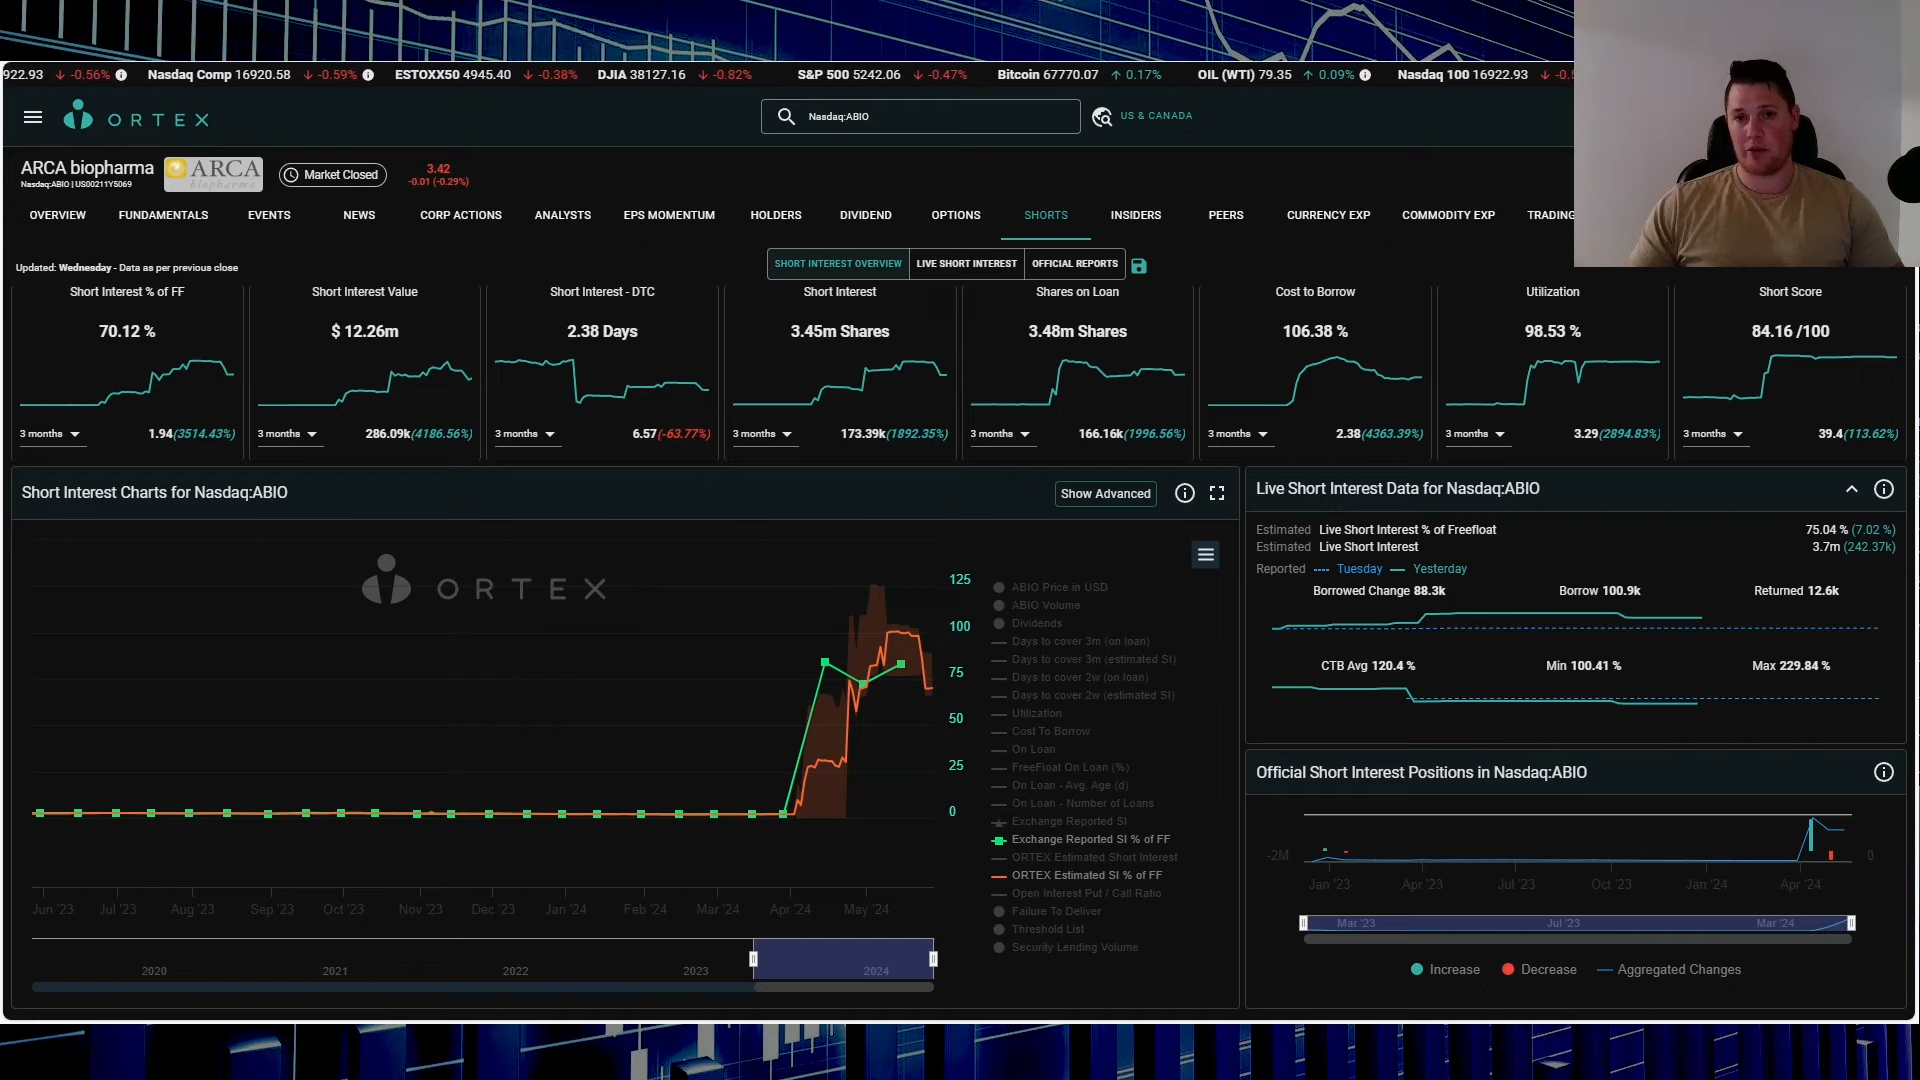 922.93 ↓ -0.56% Nasdaq Comp 16920.58 ↓ -0.59% ESTOXX50 4945.40 ↓ -0.38% DJIA 38127.16 ↓ -0.82% S&P 500 5242.06 ↓ -0.47% Bitcoin 67770.07 ↑ 0.17% OIL (WTI) 79.35 ↑ 0.09% Nasdaq 100 16922.93 ↓ -0.5
ORTEX
Nasdaq:ABIO
US & CANADA
ARCA biopharma
Nasdaq:ABIO | US00211Y5069
ARCA
biopharma
Market Closed
3.42
-0.01 (-0.29%)
OVERVIEW FUNDAMENTALS EVENTS NEWS CORP ACTIONS ANALYSTS EPS MOMENTUM HOLDERS DIVIDEND OPTIONS SHORTS INSIDERS PEERS CURRENCY EXP COMMODITY EXP TRADING
Updated: Wednesday - Data as per previous close
SHORT INTEREST OVERVIEW LIVE SHORT INTEREST OFFICIAL REPORTS
Short Interest % of FF Short Interest Value Short Interest - DTC Short Interest Shares on Loan Cost to Borrow Utilization Short Score
70.12 % $ 12.26m 2.38 Days 3.45m Shares 3.48m Shares 106.38 % 98.53 % 84.16 /100
3 months 1.94(3514.43%) 3 months 286.09k(4186.56%) 3 months 6.57(-63.77%) 3 months 173.39k(1892.35%) 3 months 166.16k(1996.56%) 3 months 2.38(4363.39%) 3 months 3.29(2894.83%) 3 months 39.4(113.62%)
Short Interest Charts for Nasdaq:ABIO
Show Advanced
ORTEX
125
100
75
50
25
0
Jun '23 Jul '23 Aug '23 Sep '23 Oct '23 Nov '23 Dec '23 Jan '24 Feb '24 Mar '24 Apr '24 May '24
2020 2021 2022 2023 2024
ABIO Price in USD
ABIO Volume
Dividends
Days to cover 3m (on loan)
Days to cover 3m (estimated SI)
Days to cover 2w (on loan)
Days to cover 2w (estimated SI)
Utilization
Cost To Borrow
On Loan
FreeFloat On Loan (%)
On Loan - Avg. Age (d)
On Loan - Number of Loans
Exchange Reported SI
Exchange Reported SI % of FF
ORTEX Estimated Short Interest
ORTEX Estimated SI % of FF
Open Interest Put / Call Ratio
Failure To Deliver
Threshold List
Security Lending Volume
Live Short Interest Data for Nasdaq:ABIO
Estimated Live Short Interest % of Freefloat 75.04 % (7.02 %)
Estimated Live Short Interest 3.7m (242.37k)
Reported Tuesday Yesterday
Borrowed Change 88.3k Borrow 100.9k Returned 12.6k
CTB Avg 120.4 % Min 100.41 % Max 229.84 %
Official Short Interest Positions in Nasdaq:ABIO
-2M 0
Jan '23 Apr '23 Jul '23 Oct '23 Jan '24 Apr '24
Mar '23 Jul '23 Mar '24
Increase Decrease Aggregated Changes